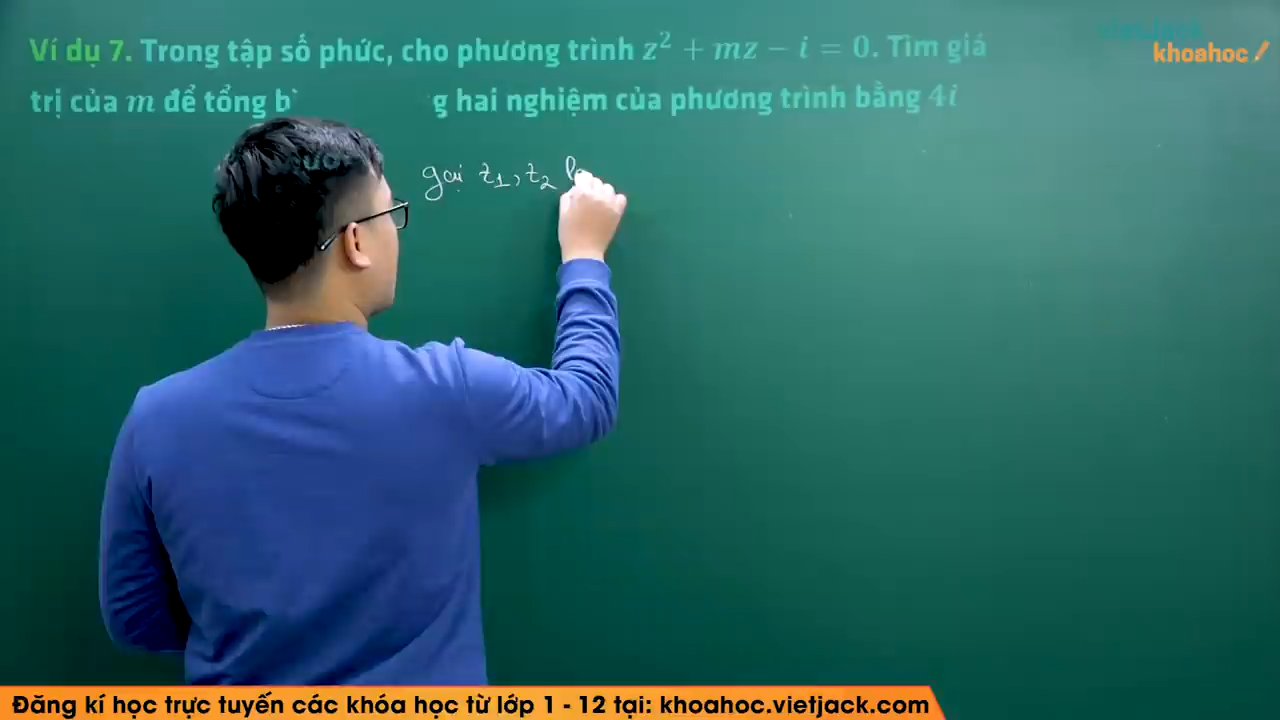 Ví dụ 7. Trong tập số phức, cho phương trình z² + mz − i = 0. Tìm giá
trị của m để tổng hai nghiệm của phương trình bằng 4i
gọi z₁, z₂
vietJack
khoahoc
Đăng kí học trực tuyến các khóa học từ lớp 1 - 12 tại: khoahoc.vietjack.com